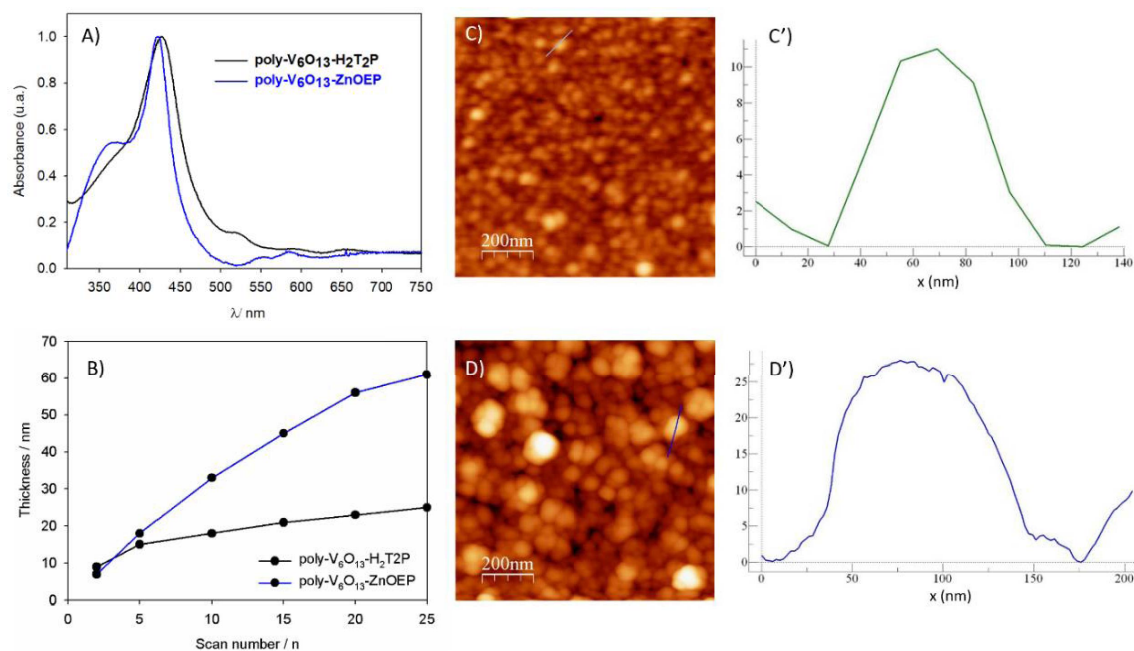 A)
1.0
0.8
0.6
0.4
0.2
0.0
Absorbance (u.a.)
poly-V₆O₁₃-H₂T₂P
poly-V₆O₁₃-ZnOEP
350 400 450 500 550 600 650 700 750
λ/ nm
C)
200nm
C’)
10
8
6
4
2
0
0 20 40 60 80 100 120 140
x (nm)
B)
70
60
50
40
30
20
10
0
Thickness / nm
poly-V₆O₁₃-H₂T2P
poly-V₆O₁₃-ZnOEP
0 5 10 15 20 25
Scan number / n
D)
200nm
D’)
25
20
15
10
5
0
0 50 100 150 200
x (nm)